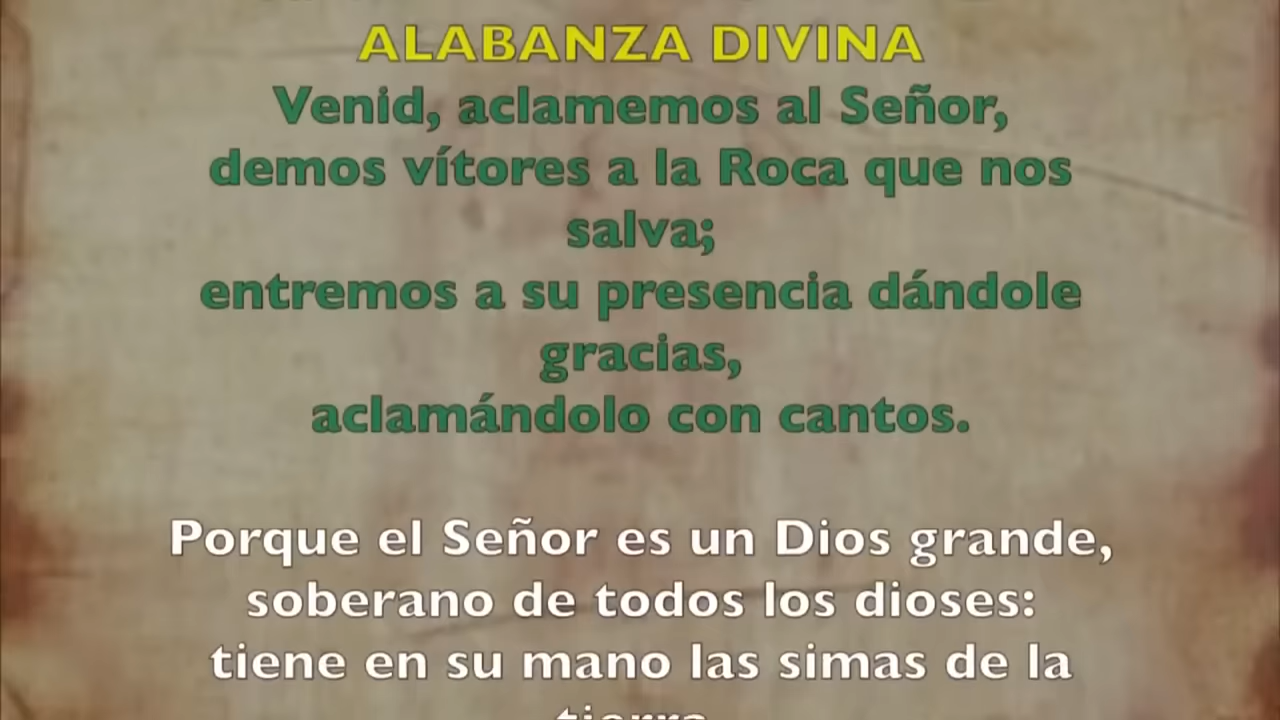 ALABANZA DIVINA
Venid, aclamemos al Señor,
demos vítores a la Roca que nos
salva;
entremos a su presencia dándole
gracias,
aclamándolo con cantos.
Porque el Señor es un Dios grande,
soberano de todos los dioses:
tiene en su mano las simas de la
tierra